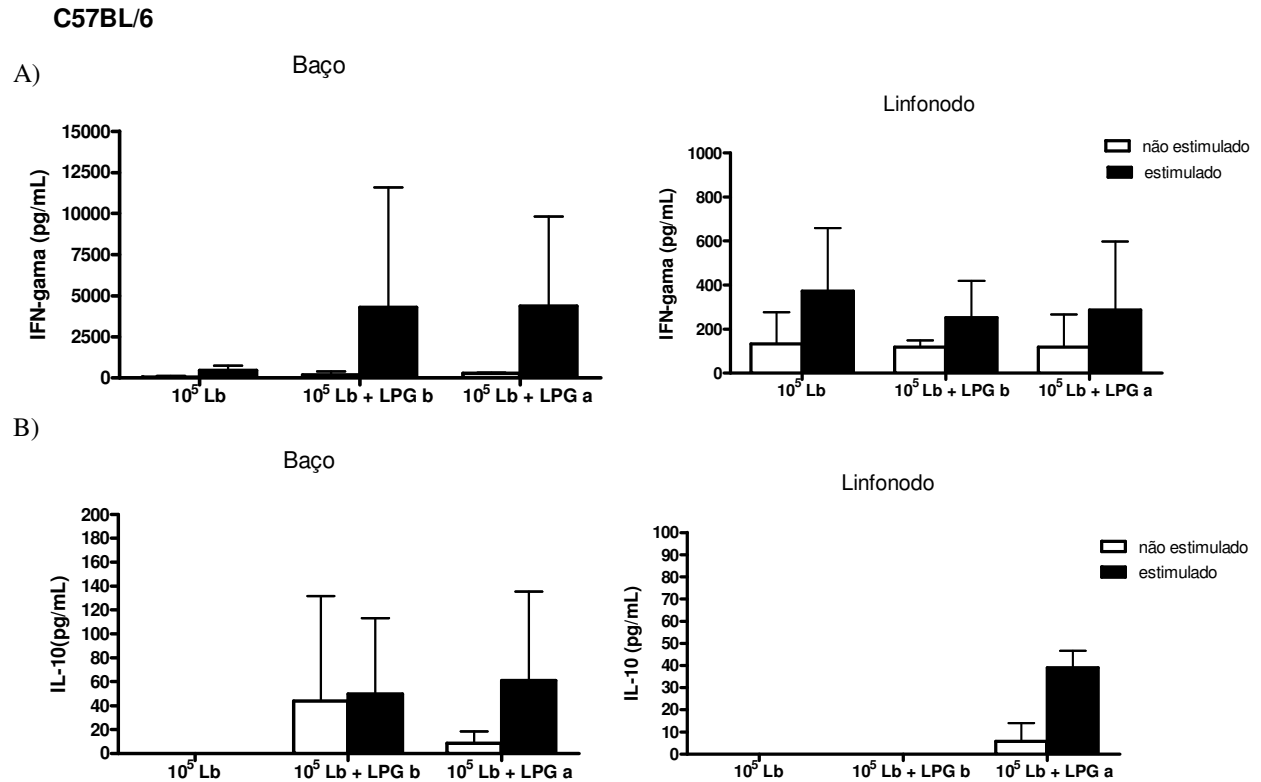 C57BL/6
A)
Baço
IFN-gama (pg/mL)
15000
12500
10000
7500
5000
2500
0
10⁵ Lb
10⁵ Lb + LPG b
10⁵ Lb + LPG a
Linfonodo
não estimulado
estimulado
IFN-gama (pg/mL)
1000
800
600
400
200
0
10⁵ Lb
10⁵ Lb + LPG b
10⁵ Lb + LPG a
B)
Baço
IL-10(pg/mL)
200
180
160
140
120
100
80
60
40
20
0
10⁵ Lb
10⁵ Lb + LPG b
10⁵ Lb + LPG a
Linfonodo
não estimulado
estimulado
IL-10 (pg/mL)
100
90
80
70
60
50
40
30
20
10
0
10⁵ Lb
10⁵ Lb + LPG b
10⁵ Lb + LPG a